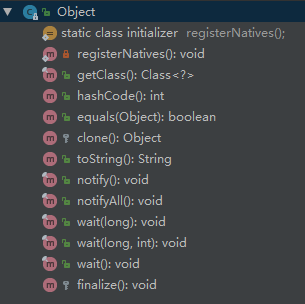 Object
static class initializer registerNatives();
registerNatives(): void
getClass(): Class<?>
hashCode(): int
equals(Object): boolean
clone(): Object
toString(): String
notify(): void
notifyAll(): void
wait(long): void
wait(long, int): void
wait(): void
finalize(): void